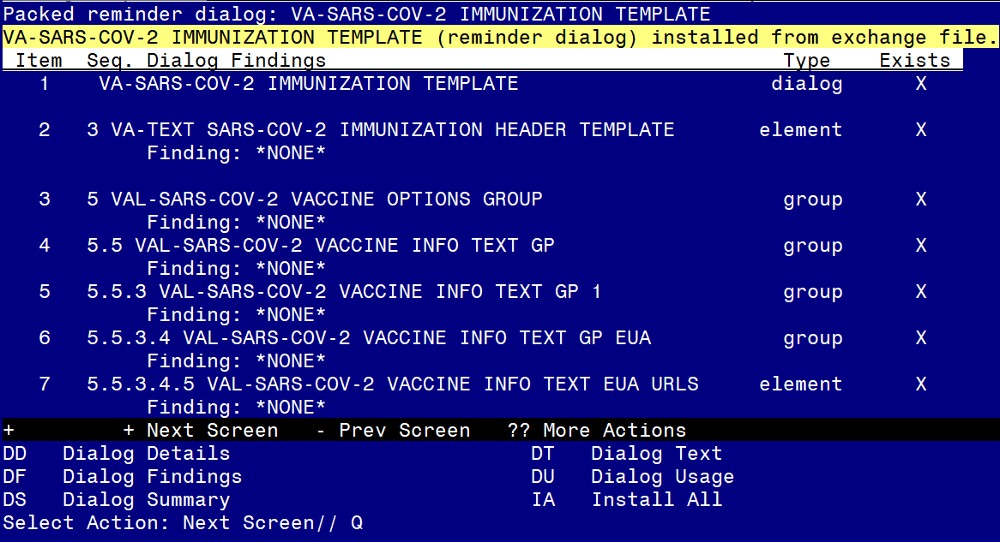 Packed reminder dialog: VA-SARS-COV-2 IMMUNIZATION TEMPLATE
VA-SARS-COV-2 IMMUNIZATION TEMPLATE (reminder dialog) installed from exchange file.
Item  Seq. Dialog Findings  Type  Exists
1  VA-SARS-COV-2 IMMUNIZATION TEMPLATE  dialog  X
2  3 VA-TEXT SARS-COV-2 IMMUNIZATION HEADER TEMPLATE  element  X
Finding: *NONE*
3  5 VAL-SARS-COV-2 VACCINE OPTIONS GROUP  group  X
Finding: *NONE*
4  5.5 VAL-SARS-COV-2 VACCINE INFO TEXT GP  group  X
Finding: *NONE*
5  5.5.3 VAL-SARS-COV-2 VACCINE INFO TEXT GP 1  group  X
Finding: *NONE*
6  5.5.3.4 VAL-SARS-COV-2 VACCINE INFO TEXT GP EUA  group  X
Finding: *NONE*
7  5.5.3.4.5 VAL-SARS-COV-2 VACCINE INFO TEXT EUA URLS  element  X
Finding: *NONE*
+  + Next Screen  - Prev Screen  ?? More Actions
DD  Dialog Details  DT  Dialog Text
DF  Dialog Findings  DU  Dialog Usage
DS  Dialog Summary  IA  Install All
Select Action: Next Screen// Q